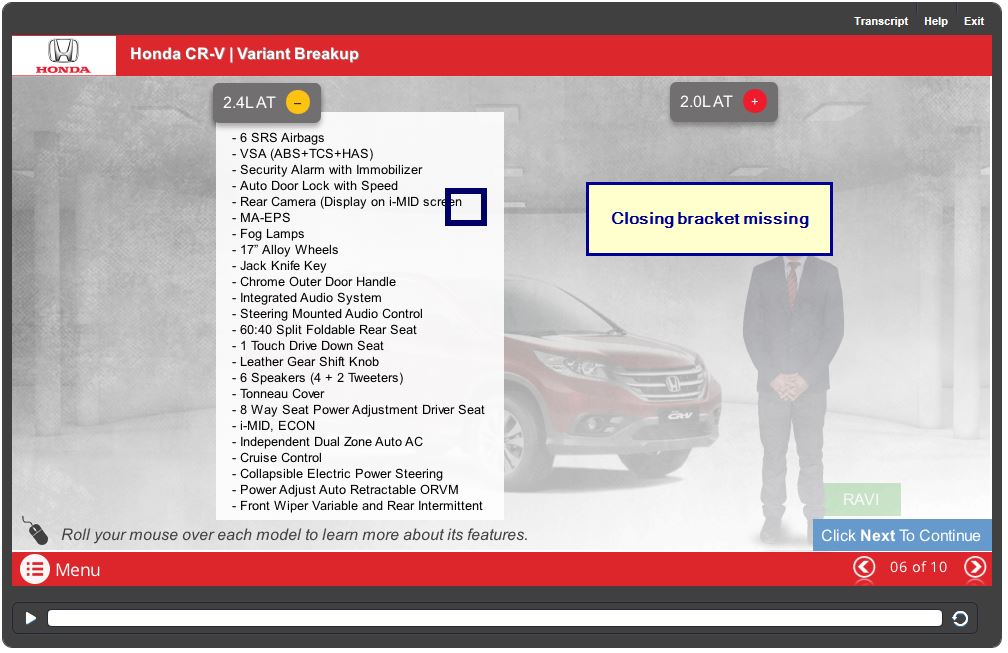 Transcript Help Exit
HONDA
Honda CR-V | Variant Breakup
2.4L AT –
2.0L AT +
- 6 SRS Airbags
- VSA (ABS+TCS+HAS)
- Security Alarm with Immobilizer
- Auto Door Lock with Speed
- Rear Camera (Display on i-MID screen
- MA-EPS
- Fog Lamps
- 17” Alloy Wheels
- Jack Knife Key
- Chrome Outer Door Handle
- Integrated Audio System
- Steering Mounted Audio Control
- 60:40 Split Foldable Rear Seat
- 1 Touch Drive Down Seat
- Leather Gear Shift Knob
- 6 Speakers (4 + 2 Tweeters)
- Tonneau Cover
- 8 Way Seat Power Adjustment Driver Seat
- i-MID, ECON
- Independent Dual Zone Auto AC
- Cruise Control
- Collapsible Electric Power Steering
- Power Adjust Auto Retractable ORVM
- Front Wiper Variable and Rear Intermittent
Closing bracket missing
CR-V
RAVI
Roll your mouse over each model to learn more about its features.
Click Next To Continue
Menu
06 of 10